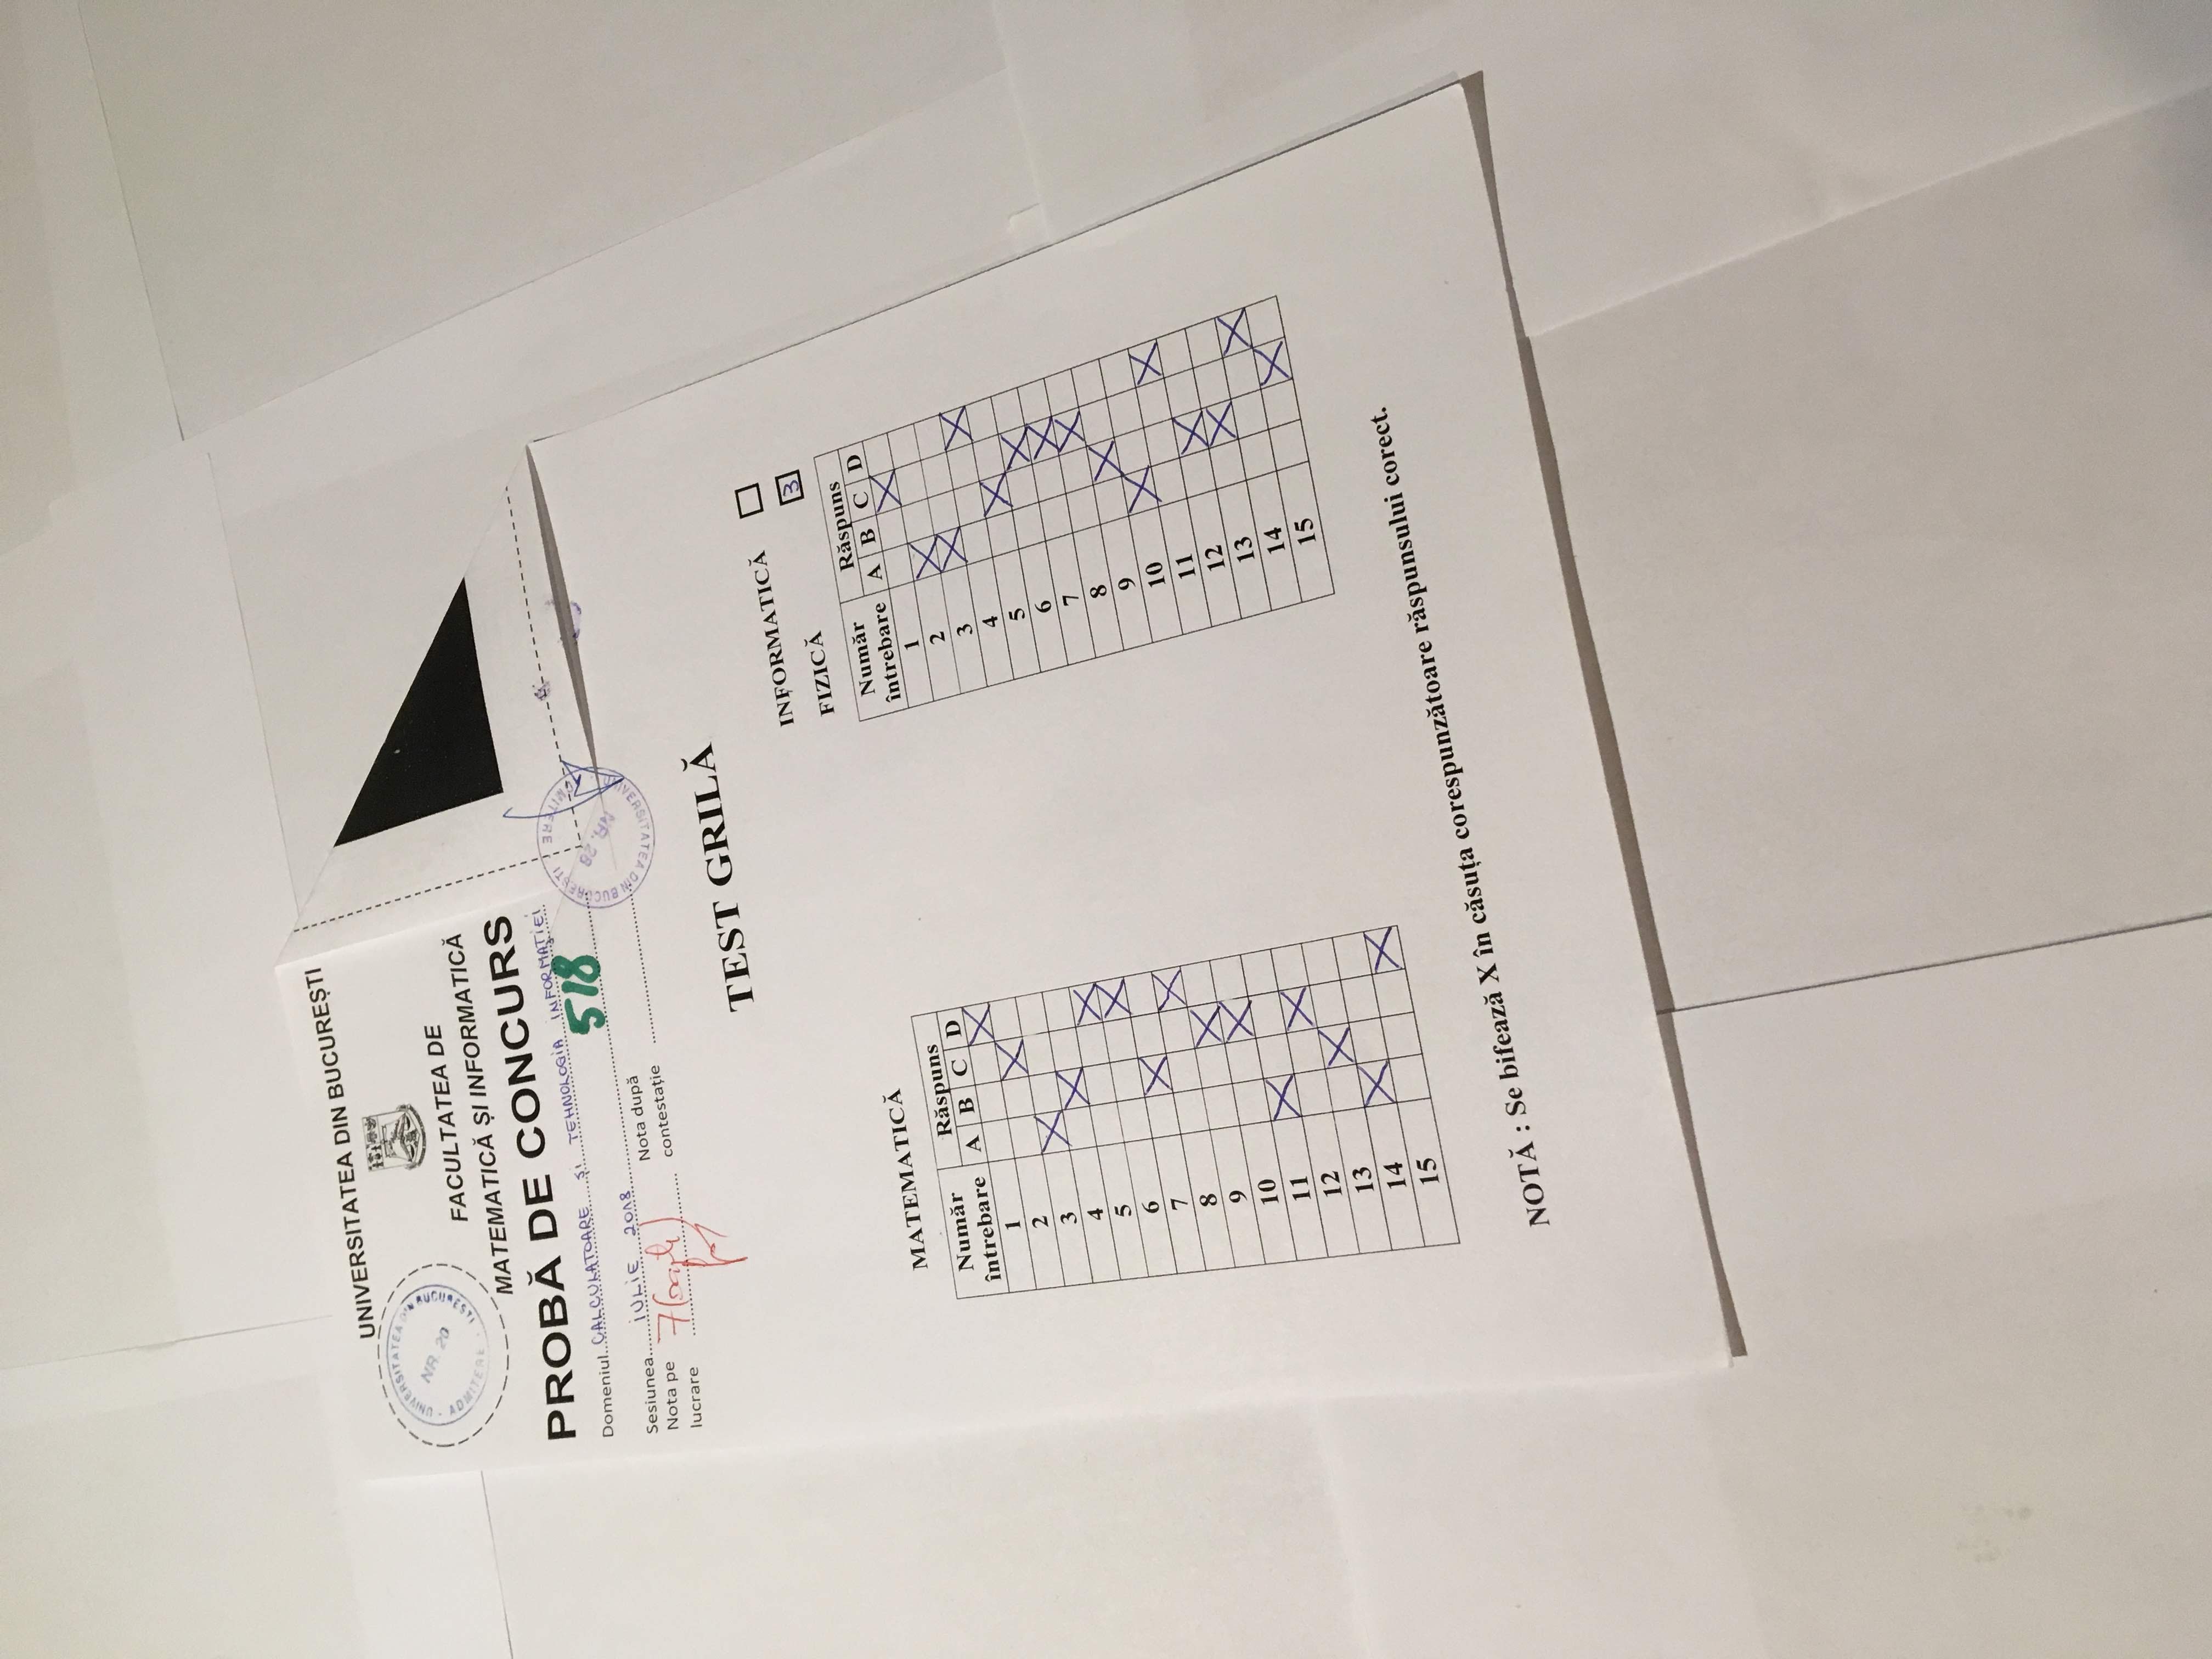 UNIVERSITATEA DIN BUCUREȘTI
UNIVERSITATEA DIN BUCUREȘTI · ADMITERE ·
NR. 20
FACULTATEA DE
MATEMATICĂ ȘI INFORMATICĂ
PROBĂ DE CONCURS
Domeniul CALCULATOARE ȘI TEHNOLOGIA INFORMAȚIEI
518
Sesiunea IULIE 2018
Nota pe lucrare 7(șapte)
Nota după contestație
UNIVERSITATEA DIN BUCUREȘTI ADMITERE
NR. 28
TEST GRILĂ
INFORMATICĂ
FIZICĂ 3
MATEMATICĂ
Număr întrebare Răspuns
A B C D
1 X
2 X
3 X
4 X
5 X
6 X
7 X
8 X
9 X
10 X
11 X
12 X
13 X
14 X
15 X
Număr întrebare Răspuns
A B C D
1 X
2 X
3 X
4 X
5 X
6 X
7 X
8 X
9 X
10 X
11 X
12 X
13 X
14 X
15 X
NOTĂ : Se bifează X în căsuța corespunzătoare răspunsului corect.